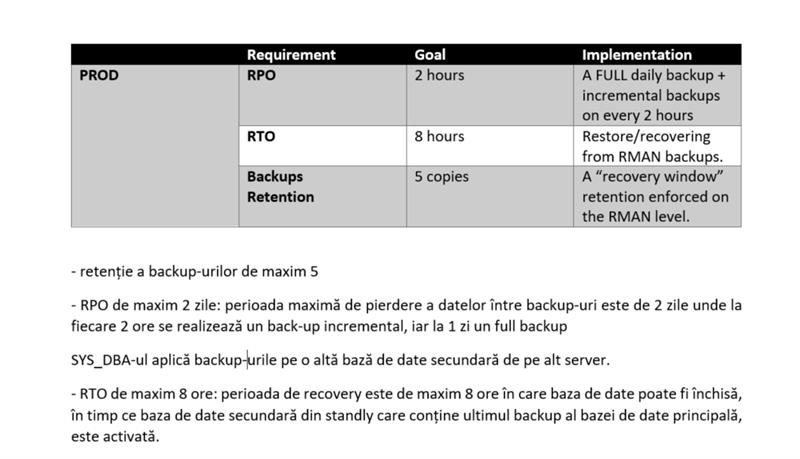 Requirement Goal Implementation
PROD RPO 2 hours A FULL daily backup +
incremental backups
on every 2 hours
RTO 8 hours Restore/recovering
from RMAN backups.
Backups 5 copies A “recovery window”
Retention retention enforced on
the RMAN level.
- retenție a backup-urilor de maxim 5
- RPO de maxim 2 zile: perioada maximă de pierdere a datelor între backup-uri este de 2 zile unde la
fiecare 2 ore se realizează un back-up incremental, iar la 1 zi un full backup
SYS_DBA-ul aplică backup-urile pe o altă bază de date secundară de pe alt server.
- RTO de maxim 8 ore: perioada de recovery este de maxim 8 ore în care baza de date poate fi închisă,
în timp ce baza de date secundară din standly care conține ultimul backup al bazei de date principală,
este activată.